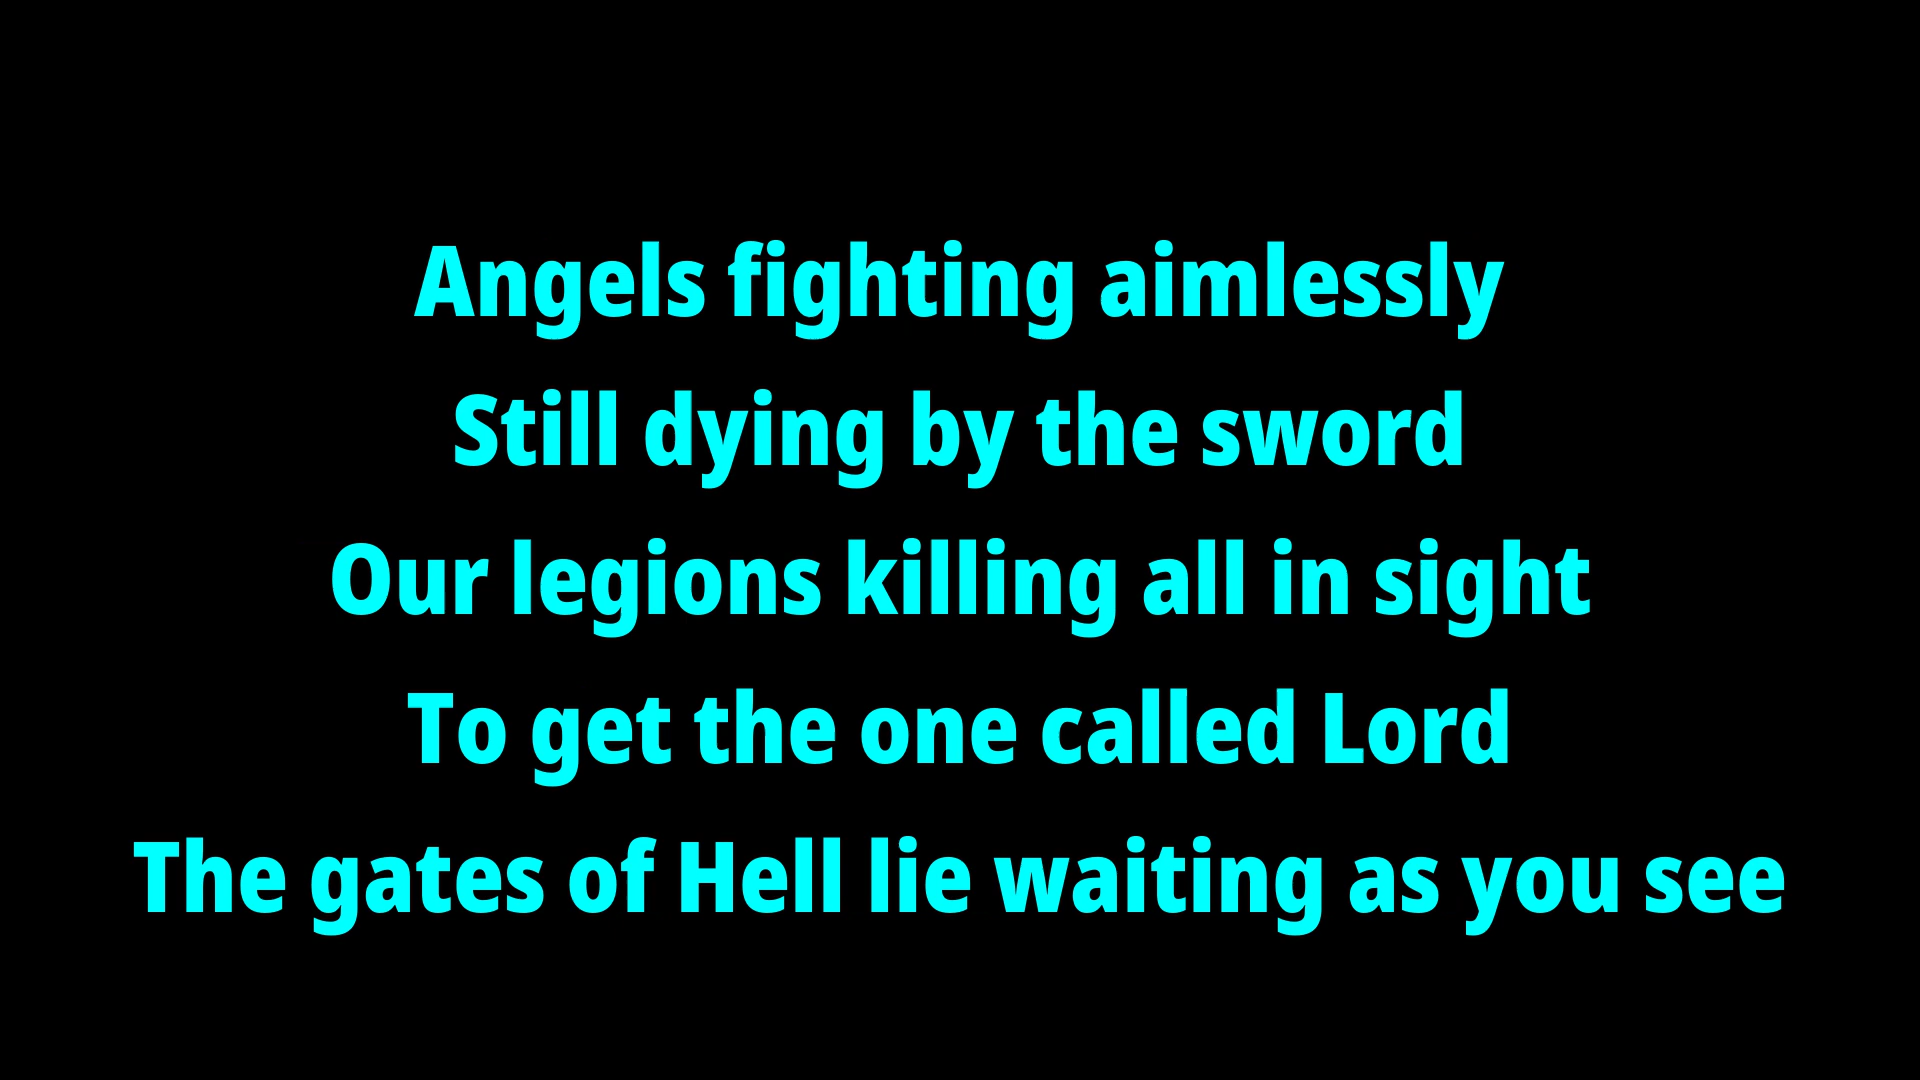 Angels fighting aimlessly
Still dying by the sword
Our legions killing all in sight
To get the one called Lord
The gates of Hell lie waiting as you see